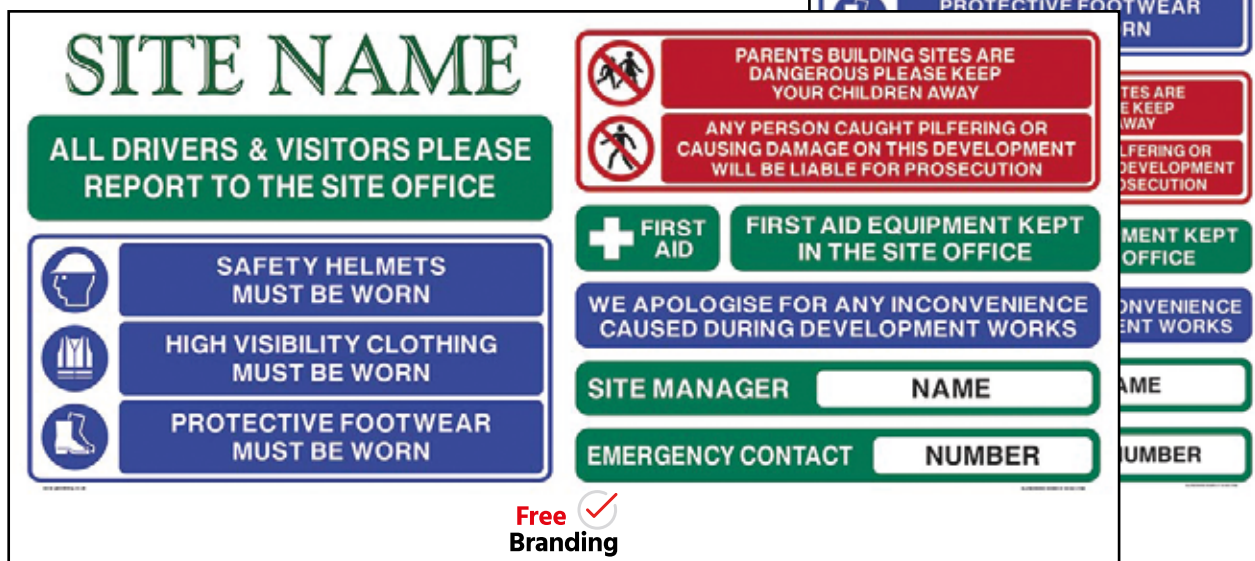 SITE NAME
ALL DRIVERS & VISITORS PLEASE
REPORT TO THE SITE OFFICE
SAFETY HELMETS
MUST BE WORN
HIGH VISIBILITY CLOTHING
MUST BE WORN
PROTECTIVE FOOTWEAR
MUST BE WORN
PARENTS BUILDING SITES ARE
DANGEROUS PLEASE KEEP
YOUR CHILDREN AWAY
ANY PERSON CAUGHT PILFERING OR
CAUSING DAMAGE ON THIS DEVELOPMENT
WILL BE LIABLE FOR PROSECUTION
FIRST
AID
FIRST AID EQUIPMENT KEPT
IN THE SITE OFFICE
WE APOLOGISE FOR ANY INCONVENIENCE
CAUSED DURING DEVELOPMENT WORKS
SITE MANAGER NAME
EMERGENCY CONTACT NUMBER
Free
Branding
PROTECTIVE FOOTWEAR
RN
TES ARE
E KEEP
WAY
LFERING OR
DEVELOPMENT
OSECUTION
MENT KEPT
OFFICE
ONVENIENCE
ENT WORKS
AME
UMBER